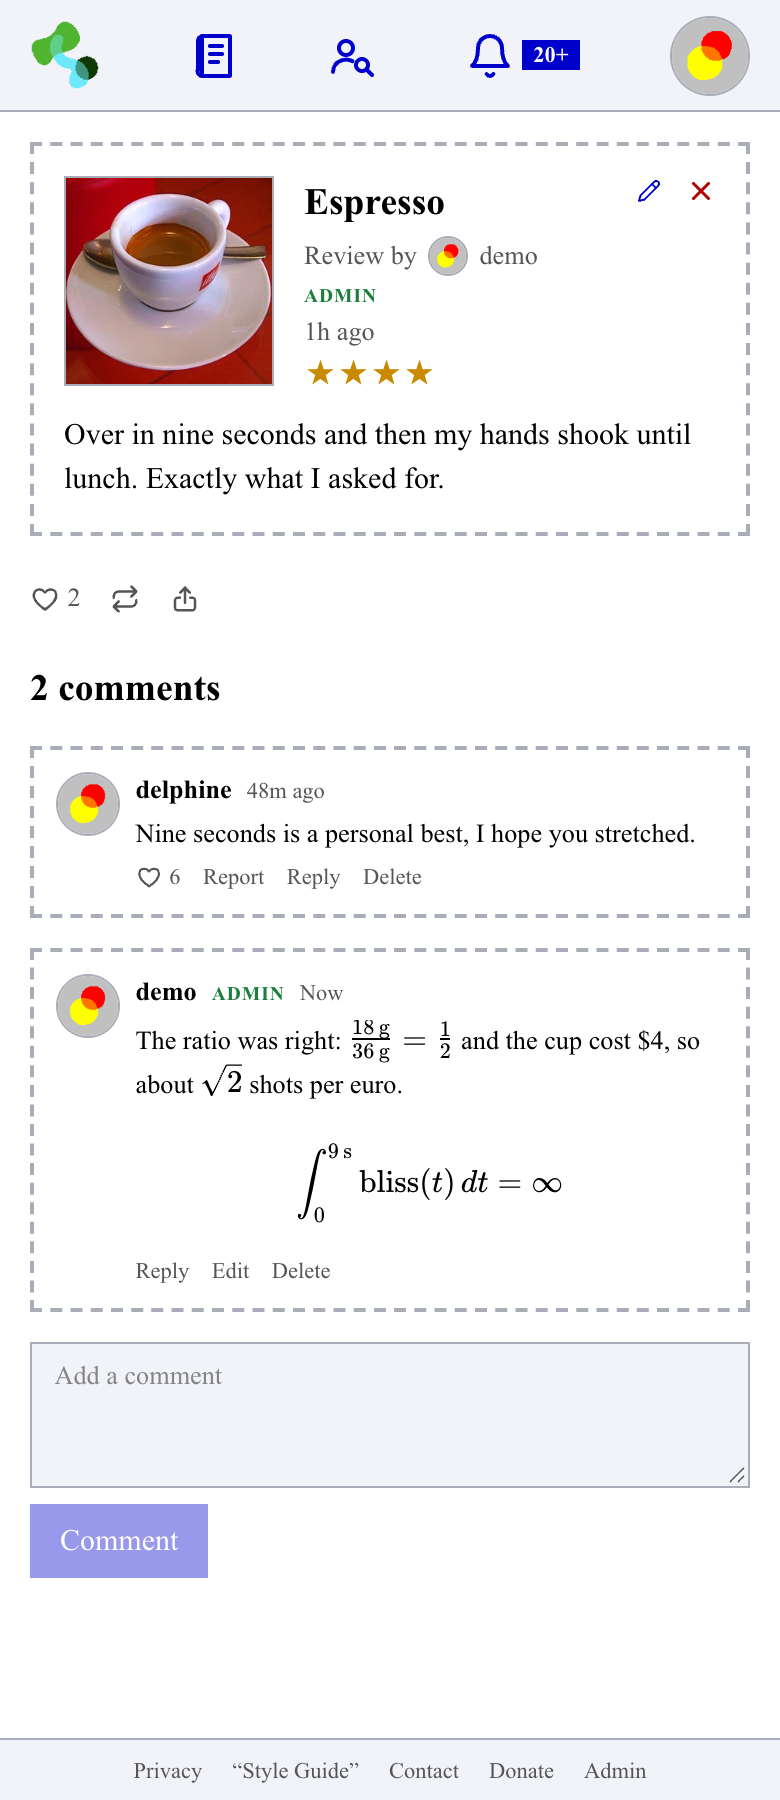 20+
Espresso
Review by demo
ADMIN
1h ago
★★★★
Over in nine seconds and then my hands shook until
lunch. Exactly what I asked for.
2
2 comments
delphine 48m ago
Nine seconds is a personal best, I hope you stretched.
6 Report Reply Delete
demo ADMIN Now
The ratio was right: \frac{18 g}{36 g} = \frac{1}{2} and the cup cost $4, so
about √2 shots per euro.
∫_0^{9 s} bliss(t) dt = ∞
Reply Edit Delete
Add a comment
Comment
Privacy “Style Guide” Contact Donate Admin